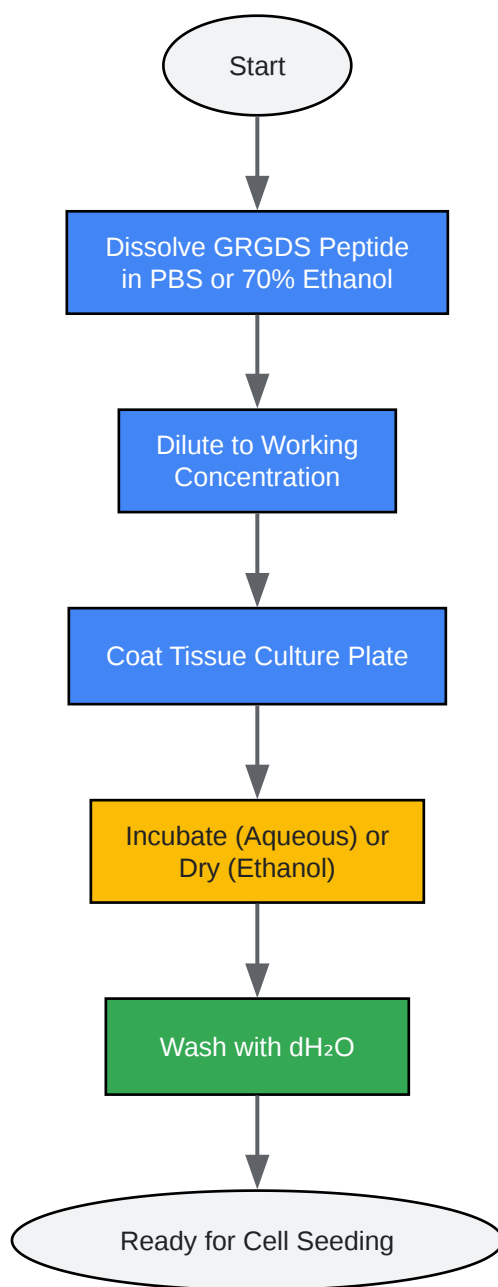 Start
Dissolve GRGDS Peptide
in PBS or 70% Ethanol
Dilute to Working
Concentration
Coat Tissue Culture Plate
Incubate (Aqueous) or
Dry (Ethanol)
Wash with dH₂O
Ready for Cell Seeding